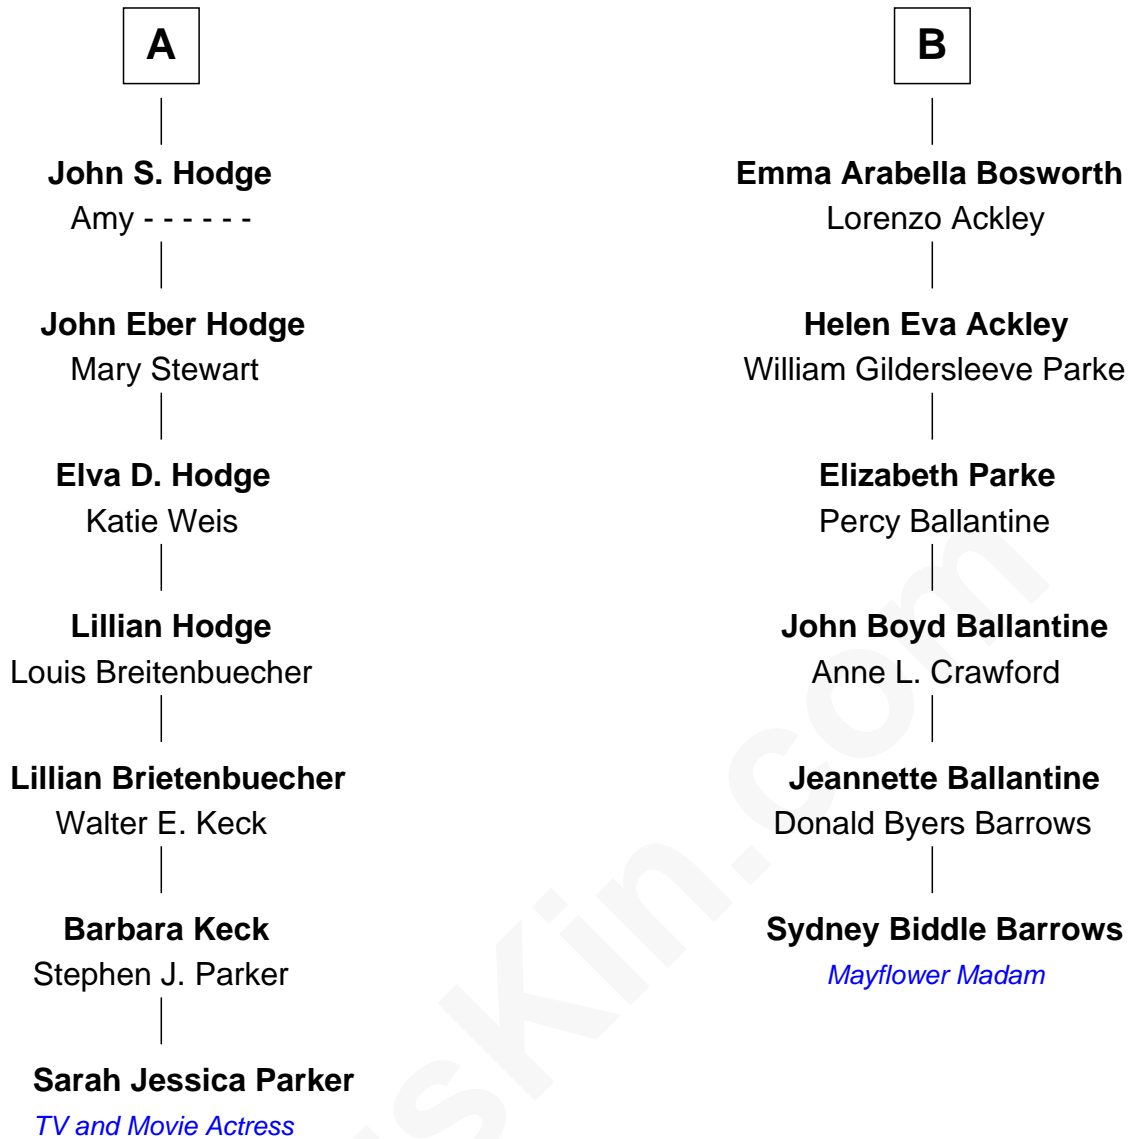 A
John S. Hodge
Amy - - - - - -
John Eber Hodge
Mary Stewart
Elva D. Hodge
Katie Weis
Lillian Hodge
Louis Breitenbuecher
Lillian Brietenbuecher
Walter E. Keck
Barbara Keck
Stephen J. Parker
Sarah Jessica Parker
TV and Movie Actress
B
Emma Arabella Bosworth
Lorenzo Ackley
Helen Eva Ackley
William Gildersleeve Parke
Elizabeth Parke
Percy Ballantine
John Boyd Ballantine
Anne L. Crawford
Jeannette Ballantine
Donald Byers Barrows
Sydney Biddle Barrows
Mayflower Madam
usKin.com